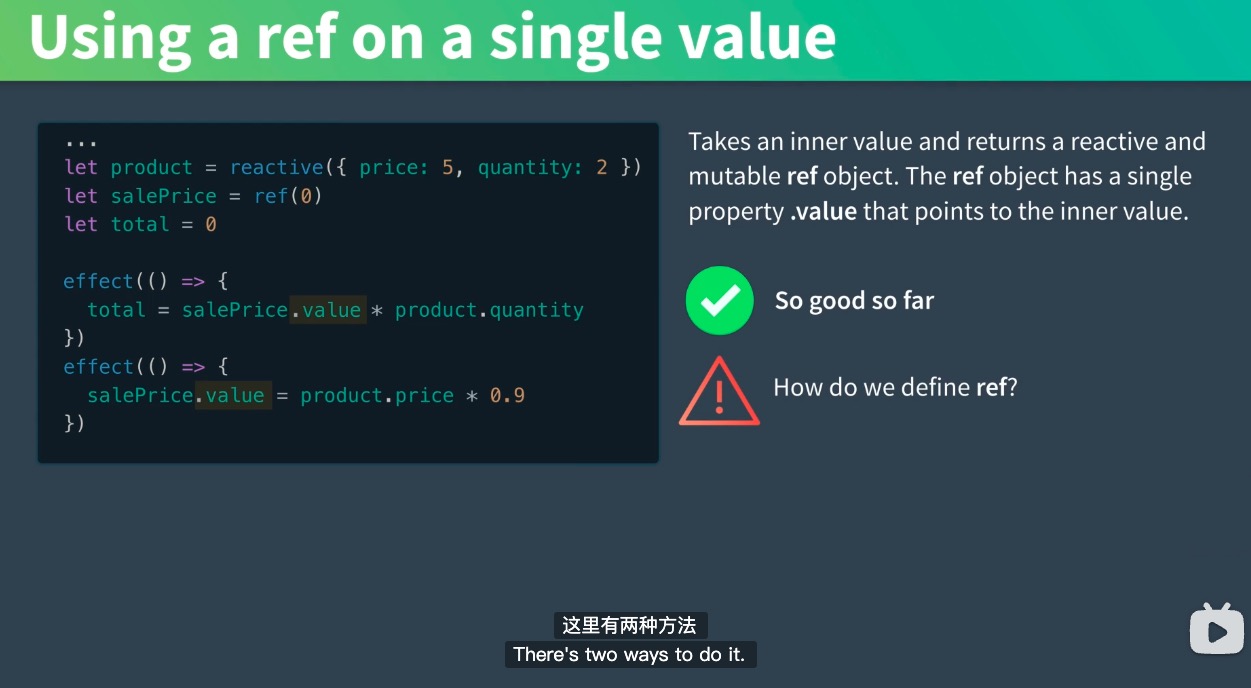 Using a ref on a single value
...
let product = reactive({ price: 5, quantity: 2 })
let salePrice = ref(0)
let total = 0
effect(() => {
  total = salePrice.value * product.quantity
})
effect(() => {
  salePrice.value = product.price * 0.9
})
Takes an inner value and returns a reactive and
mutable ref object. The ref object has a single
property .value that points to the inner value.
So good so far
How do we define ref?
这里有两种方法
There's two ways to do it.